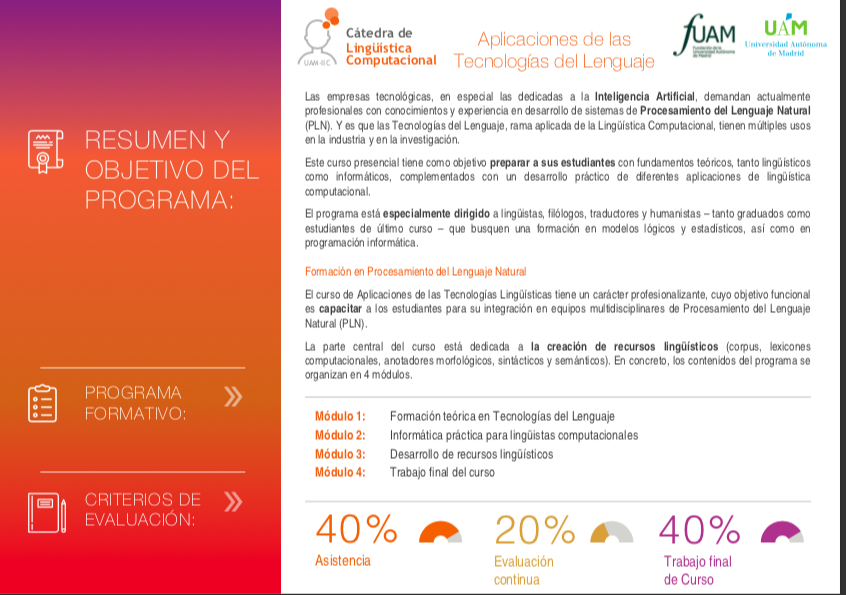 RESUMEN Y
OBJETIVO DEL
PROGRAMA:
PROGRAMA
FORMATIVO:
CRITERIOS DE
EVALUACIÓN:
UAM-IIC
Cátedra de
Lingüística
Computacional
Aplicaciones de las
Tecnologías del Lenguaje
fUAM
Fundación de la
Universidad Autónoma
de Madrid
UAM
Universidad Autónoma
de Madrid
Las empresas tecnológicas, en especial las dedicadas a la Inteligencia Artificial, demandan actualmente
profesionales con conocimientos y experiencia en desarrollo de sistemas de Procesamiento del Lenguaje Natural
(PLN). Y es que las Tecnologías del Lenguaje, rama aplicada de la Lingüística Computacional, tienen múltiples usos
en la industria y en la investigación.
Este curso presencial tiene como objetivo preparar a sus estudiantes con fundamentos teóricos, tanto lingüísticos
como informáticos, complementados con un desarrollo práctico de diferentes aplicaciones de lingüística
computacional.
El programa está especialmente dirigido a lingüistas, filólogos, traductores y humanistas – tanto graduados como
estudiantes de último curso – que busquen una formación en modelos lógicos y estadísticos, así como en
programación informática.
Formación en Procesamiento del Lenguaje Natural
El curso de Aplicaciones de las Tecnologías Lingüísticas tiene un carácter profesionalizante, cuyo objetivo funcional
es capacitar a los estudiantes para su integración en equipos multidisciplinares de Procesamiento del Lenguaje
Natural (PLN).
La parte central del curso está dedicada a la creación de recursos lingüísticos (corpus, lexicones
computacionales, anotadores morfológicos, sintácticos y semánticos). En concreto, los contenidos del programa se
organizan en 4 módulos.
Módulo 1: Formación teórica en Tecnologías del Lenguaje
Módulo 2: Informática práctica para lingüistas computacionales
Módulo 3: Desarrollo de recursos lingüísticos
Módulo 4: Trabajo final del curso
40%
Asistencia
20%
Evaluación
continua
40%
Trabajo final
de Curso